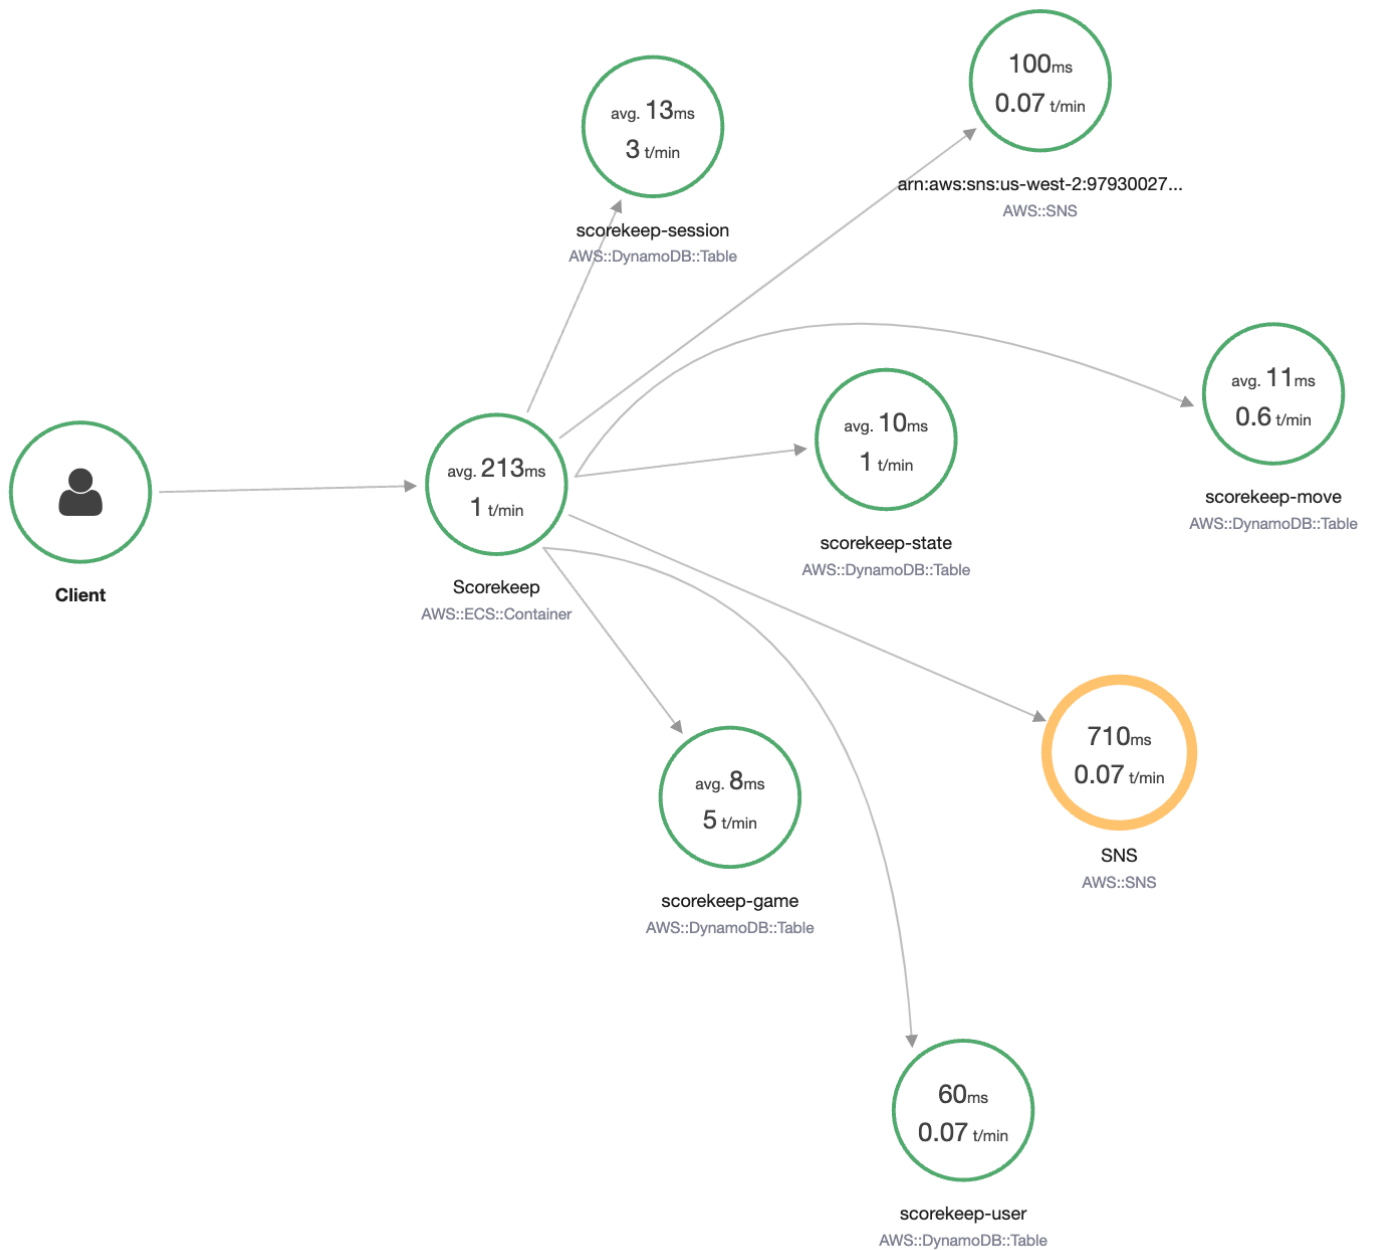 100ms
0.07 t/min
arn:aws:sns:us-west-2:97930027...
AWS::SNS
avg. 13ms
3 t/min
scorekeep-session
AWS::DynamoDB::Table
avg. 11ms
0.6 t/min
scorekeep-move
AWS::DynamoDB::Table
avg. 10ms
1 t/min
scorekeep-state
AWS::DynamoDB::Table
avg. 213ms
1 t/min
Scorekeep
AWS::ECS::Container
Client
710ms
0.07 t/min
SNS
AWS::SNS
avg. 8ms
5 t/min
scorekeep-game
AWS::DynamoDB::Table
60ms
0.07 t/min
scorekeep-user
AWS::DynamoDB::Table